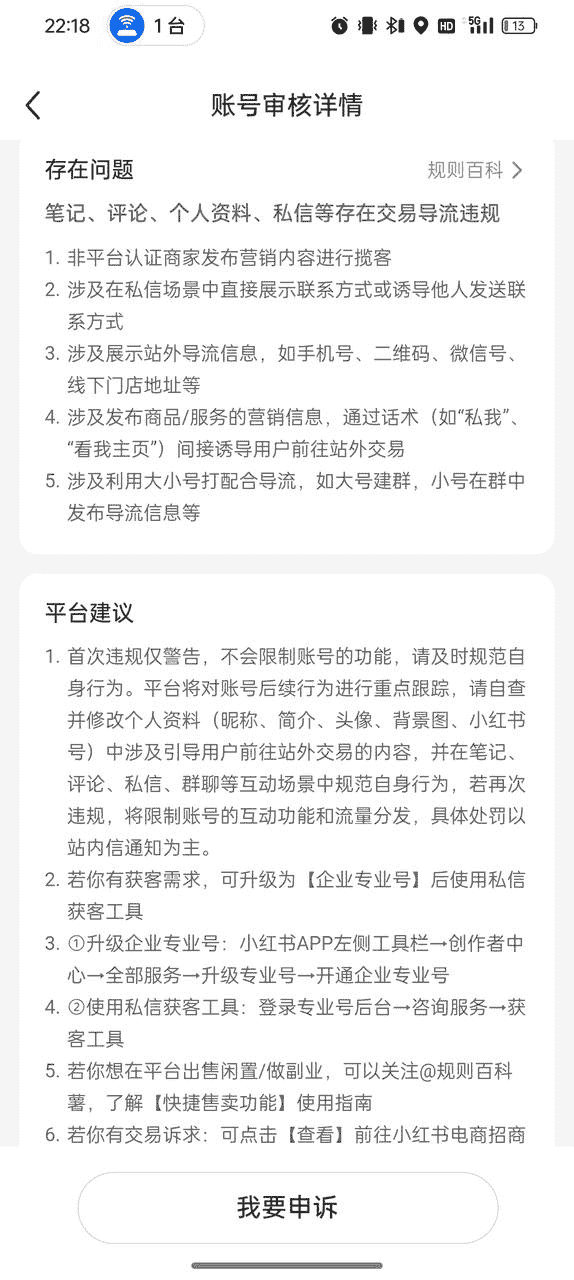 22:18 1 台 HD 5G 13
账号审核详情
存在问题 规则百科
笔记、评论、个人资料、私信等存在交易导流违规
1. 非平台认证商家发布营销内容进行揽客
2. 涉及在私信场景中直接展示联系方式或诱导他人发送联
系方式
3. 涉及展示站外导流信息，如手机号、二维码、微信号、
线下门店地址等
4. 涉及发布商品/服务的营销信息，通过话术（如“私我”、
“看我主页”）间接诱导用户前往站外交易
5. 涉及利用大小号打配合导流，如大号建群，小号在群中
发布导流信息等
平台建议
1. 首次违规仅警告，不会限制账号的功能，请及时规范自
身行为。平台将对账号后续行为进行重点跟踪，请自查
并修改个人资料（昵称、简介、头像、背景图、小红书
号）中涉及引导用户前往站外交易的内容，并在笔记、
评论、私信、群聊等互动场景中规范自身行为，若再次
违规，将限制账号的互动功能和流量分发，具体处罚以
站内信通知为主。
2. 若你有获客需求，可升级为【企业专业号】后使用私信
获客工具
3. ①升级企业专业号：小红书APP左侧工具栏→创作者中
心→全部服务→升级专业号→开通企业专业号
4. ②使用私信获客工具：登录专业号后台→咨询服务→获
客工具
5. 若你想在平台出售闲置/做副业，可以关注@规则百科
薯，了解【快捷售卖功能】使用指南
6. 若你有交易诉求：可点击【查看】前往小红书电商招商
我要申诉